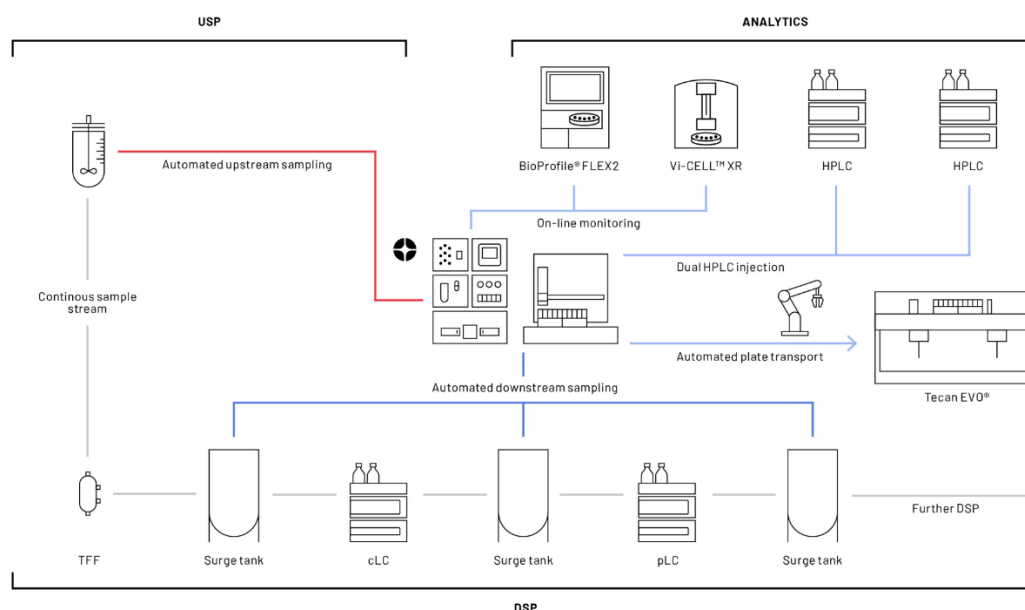 USP
ANALYTICS
BioProfile® FLEX2
Vi-CELL™ XR
HPLC
HPLC
Automated upstream sampling
On-line monitoring
Dual HPLC injection
Continous sample
stream
Automated plate transport
Tecan EVO®
Automated downstream sampling
Further DSP
TFF
Surge tank
cLC
Surge tank
pLC
Surge tank
DSP